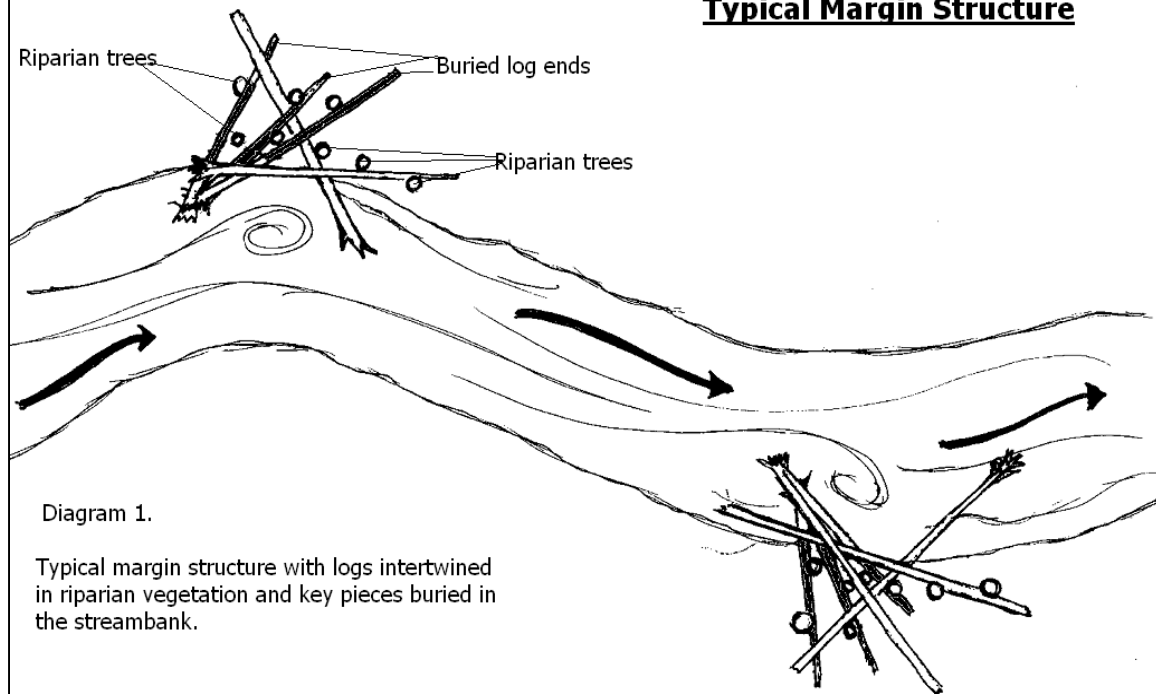 Typical Margin Structure
Riparian trees
Buried log ends
Riparian trees
Diagram 1.
Typical margin structure with logs intertwined
in riparian vegetation and key pieces buried in
the streambank.